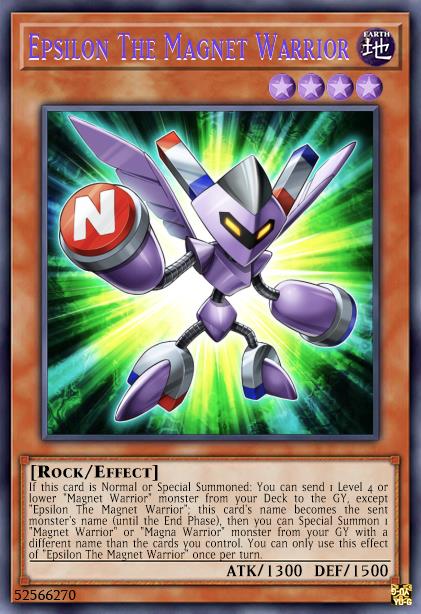 Epsilon The Magnet Warrior
EARTH
地
N
[Rock/Effect]
If this card is Normal or Special Summoned: You can send 1 Level 4 or
lower "Magnet Warrior" monster from your Deck to the GY, except
"Epsilon The Magnet Warrior"; this card's name becomes the sent
monster's name (until the End Phase), then you can Special Summon 1
"Magnet Warrior" or "Magna Warrior" monster from your GY with a
different name than the cards you control. You can only use this effect
of "Epsilon The Magnet Warrior" once per turn.
ATK/1300 DEF/1500
52566270